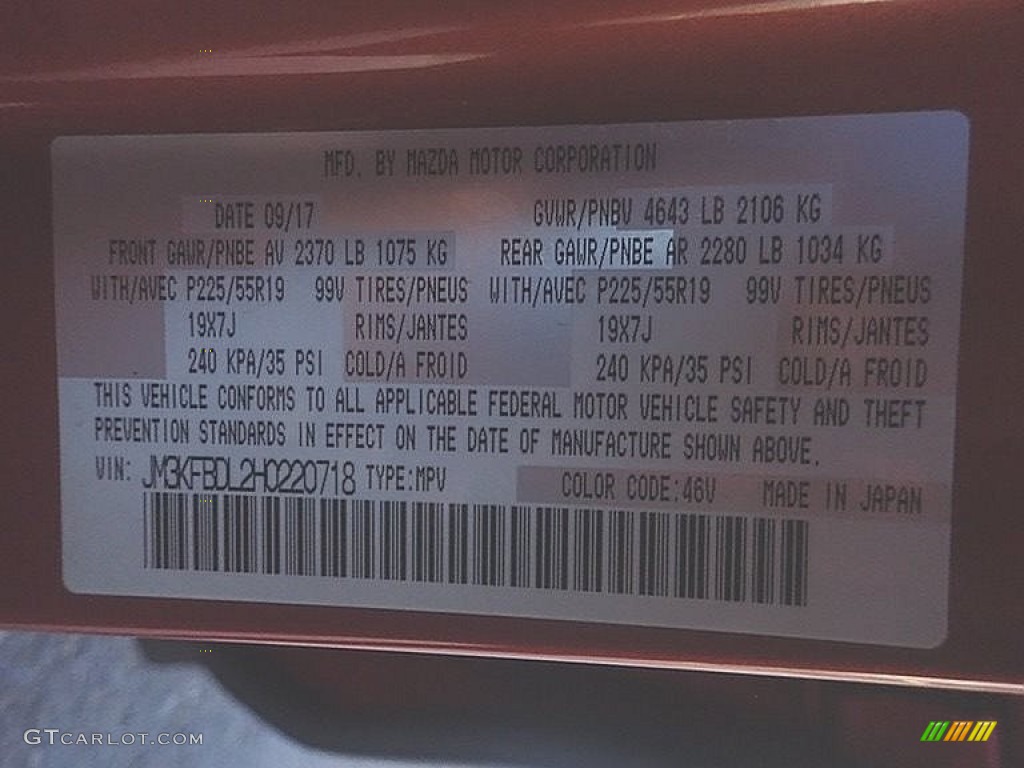 MFD. BY MAZDA MOTOR CORPORATION
DATE 09/17 GVWR/PNBV 4643 LB 2106 KG
FRONT GAWR/PNBE AV 2370 LB 1075 KG REAR GAWR/PNBE AR 2280 LB 1034 KG
WITH/AVEC P225/55R19 99V TIRES/PNEUS WITH/AVEC P225/55R19 99V TIRES/PNEUS
19X7J RIMS/JANTES 19X7J RIMS/JANTES
240 KPA/35 PSI COLD/A FROID 240 KPA/35 PSI COLD/A FROID
THIS VEHICLE CONFORMS TO ALL APPLICABLE FEDERAL MOTOR VEHICLE SAFETY AND THEFT
PREVENTION STANDARDS IN EFFECT ON THE DATE OF MANUFACTURE SHOWN ABOVE.
VIN: JM3KFBDL2H0220718 TYPE:MPV COLOR CODE:46V MADE IN JAPAN
GTCARLOT.COM